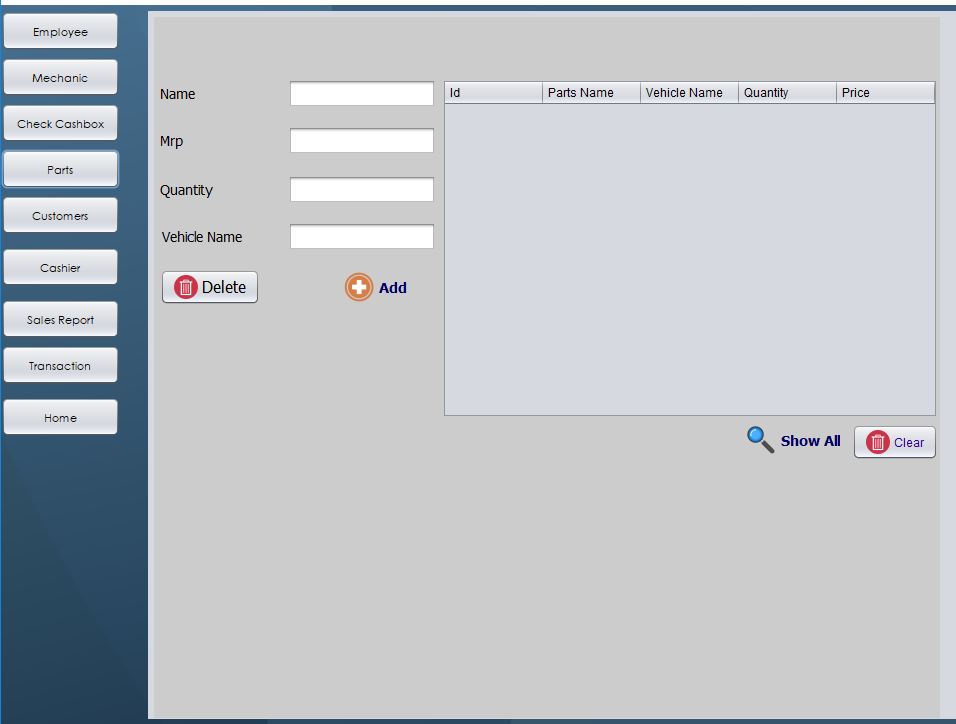 Employee
Mechanic
Check Cashbox
Parts
Customers
Cashier
Sales Report
Transaction
Home
Name
Mrp
Quantity
Vehicle Name
Delete
Add
Id Parts Name Vehicle Name Quantity Price
Show All
Clear